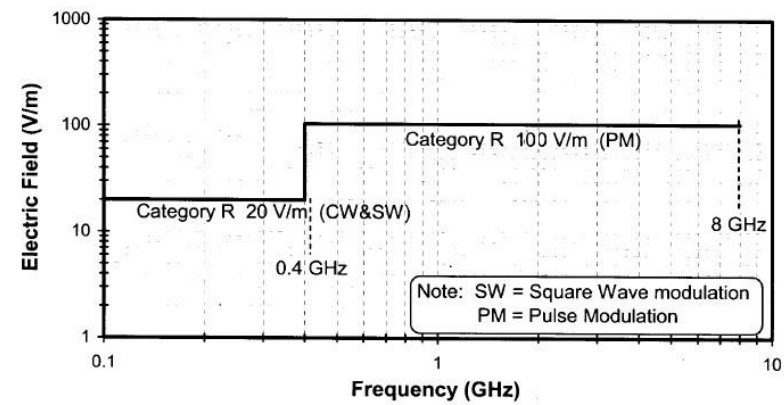 1000
100
10
1
Electric Field (V/m)
Category R 100 V/m (PM)
Category R 20 V/m (CW&SW)
8 GHz
0.4 GHz
Note: SW = Square Wave modulation
PM = Pulse Modulation
0.1
1
10
Frequency (GHz)